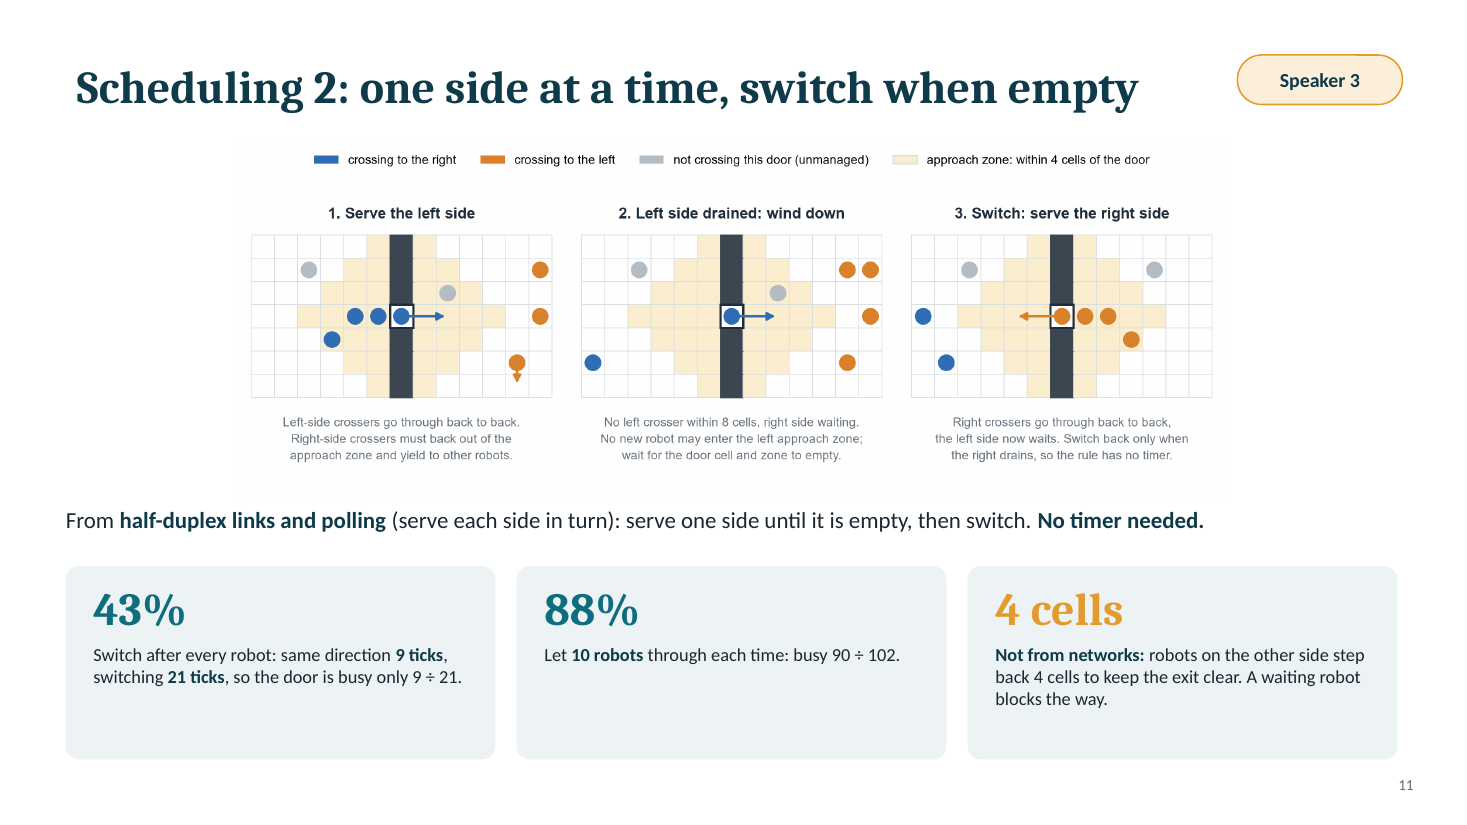 Scheduling 2: one side at a time, switch when empty
Speaker 3
crossing to the right
crossing to the left
not crossing this door (unmanaged)
approach zone: within 4 cells of the door
1. Serve the left side
2. Left side drained: wind down
3. Switch: serve the right side
Left-side crossers go through back to back.
Right-side crossers must back out of the
approach zone and yield to other robots.
No left crosser within 8 cells, right side waiting.
No new robot may enter the left approach zone;
wait for the door cell and zone to empty.
Right crossers go through back to back,
the left side now waits. Switch back only when
the right drains, so the rule has no timer.
From half-duplex links and polling (serve each side in turn): serve one side until it is empty, then switch. No timer needed.
43%
Switch after every robot: same direction 9 ticks,
switching 21 ticks, so the door is busy only 9 ÷ 21.
88%
Let 10 robots through each time: busy 90 ÷ 102.
4 cells
Not from networks: robots on the other side step
back 4 cells to keep the exit clear. A waiting robot
blocks the way.
11